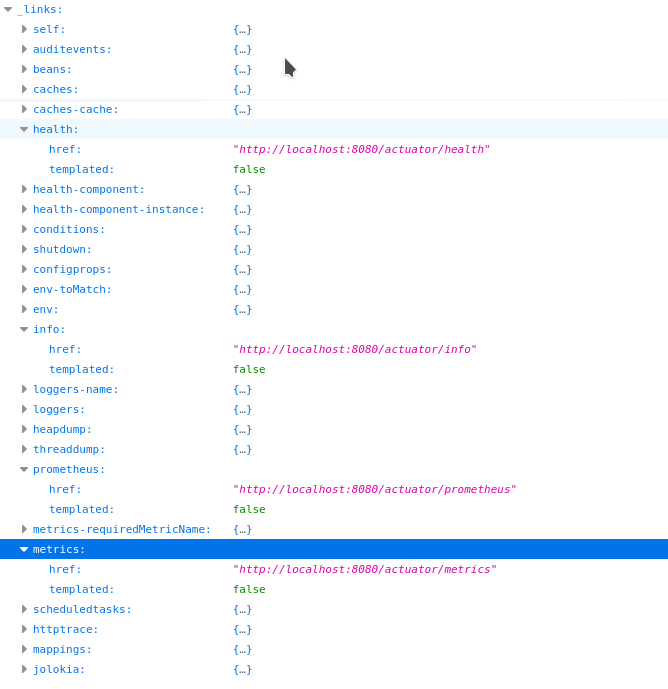 _links:
self: {…}
auditevents: {…}
beans: {…}
caches: {…}
caches-cache: {…}
health:
href: "http://localhost:8080/actuator/health"
templated: false
health-component: {…}
health-component-instance: {…}
conditions: {…}
shutdown: {…}
configprops: {…}
env-toMatch: {…}
env: {…}
info:
href: "http://localhost:8080/actuator/info"
templated: false
loggers-name: {…}
loggers: {…}
heapdump: {…}
threaddump: {…}
prometheus:
href: "http://localhost:8080/actuator/prometheus"
templated: false
metrics-requiredMetricName: {…}
metrics:
href: "http://localhost:8080/actuator/metrics"
templated: false
scheduledtasks: {…}
httptrace: {…}
mappings: {…}
jolokia: {…}